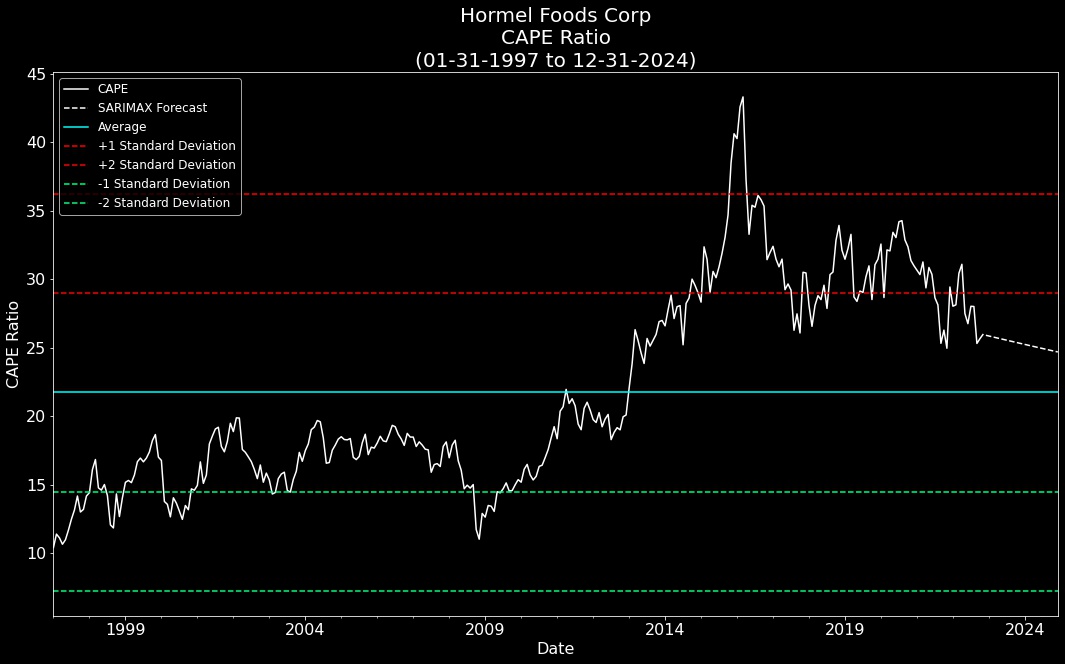 Hormel Foods Corp
CAPE Ratio
(01-31-1997 to 12-31-2024)
45
40
35
30
25
20
15
10
CAPE Ratio
CAPE
SARIMAX Forecast
Average
+1 Standard Deviation
+2 Standard Deviation
-1 Standard Deviation
-2 Standard Deviation
1999
2004
2009
2014
2019
2024
Date